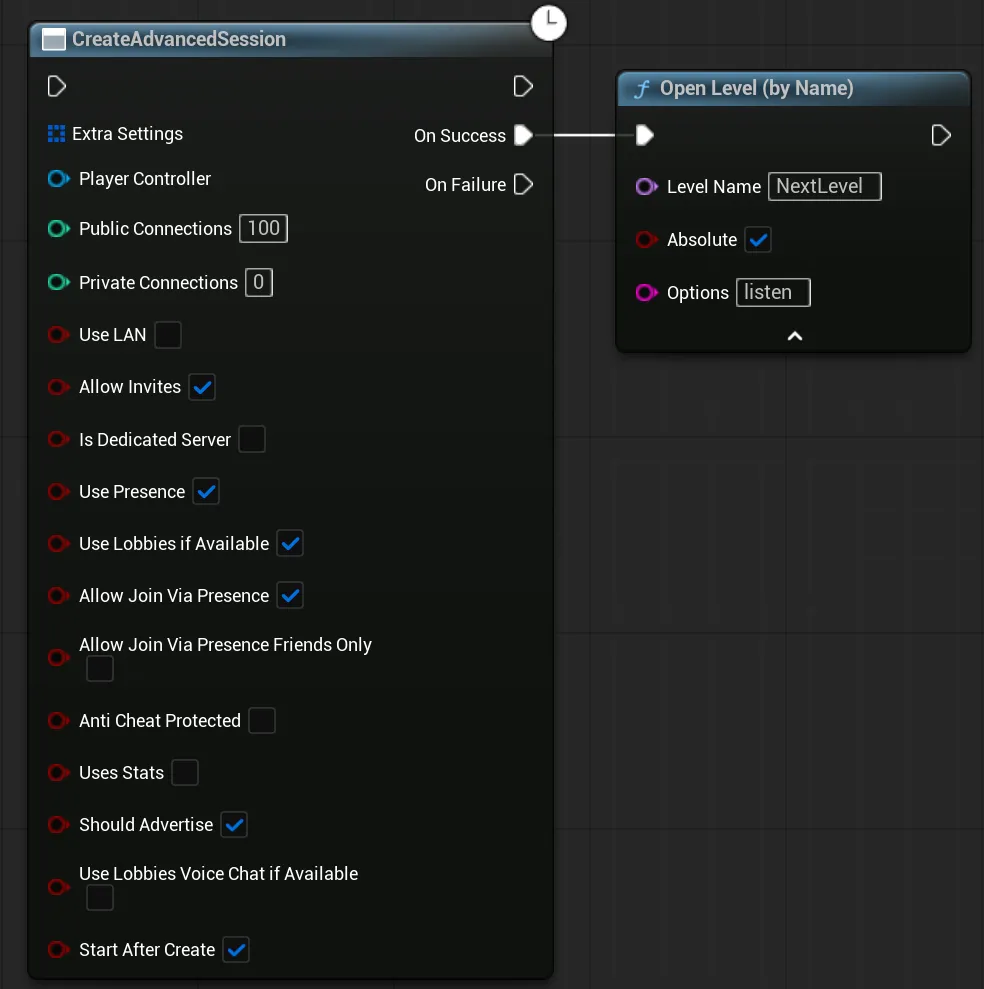 CreateAdvancedSession
Extra Settings
On Success
Player Controller
On Failure
Public Connections 100
Private Connections 0
Use LAN
Allow Invites
Is Dedicated Server
Use Presence
Use Lobbies if Available
Allow Join Via Presence
Allow Join Via Presence Friends Only
Anti Cheat Protected
Uses Stats
Should Advertise
Use Lobbies Voice Chat if Available
Start After Create
f Open Level (by Name)
Level Name NextLevel
Absolute
Options listen